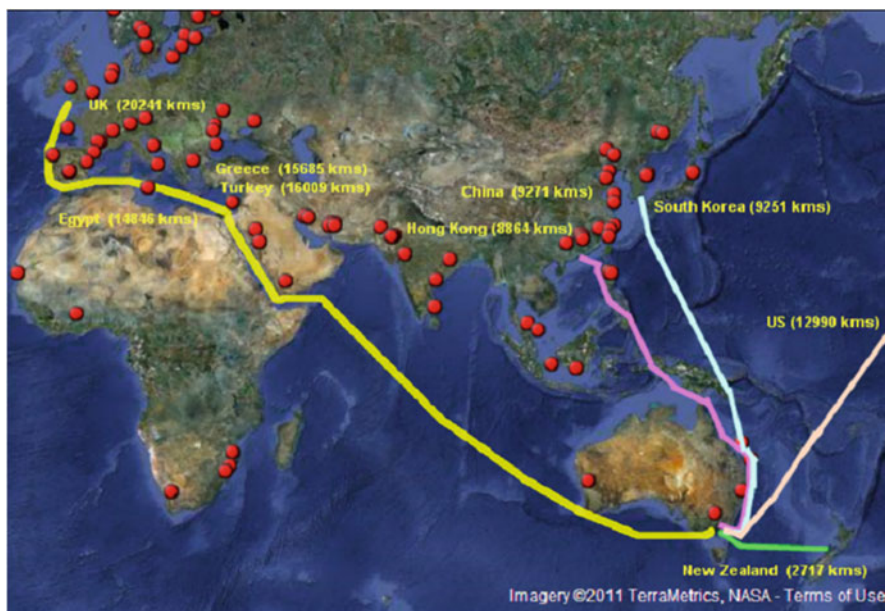 UK (20241 kms)
Greece (15685 kms)
Turkey (16009 kms)
China (9271 kms)
South Korea (9251 kms)
Egypt (14846 kms)
Hong Kong (8864 kms)
US (12990 kms)
New Zealand (2717 kms)
Imagery ©2011 TerraMetrics, NASA - Terms of Use